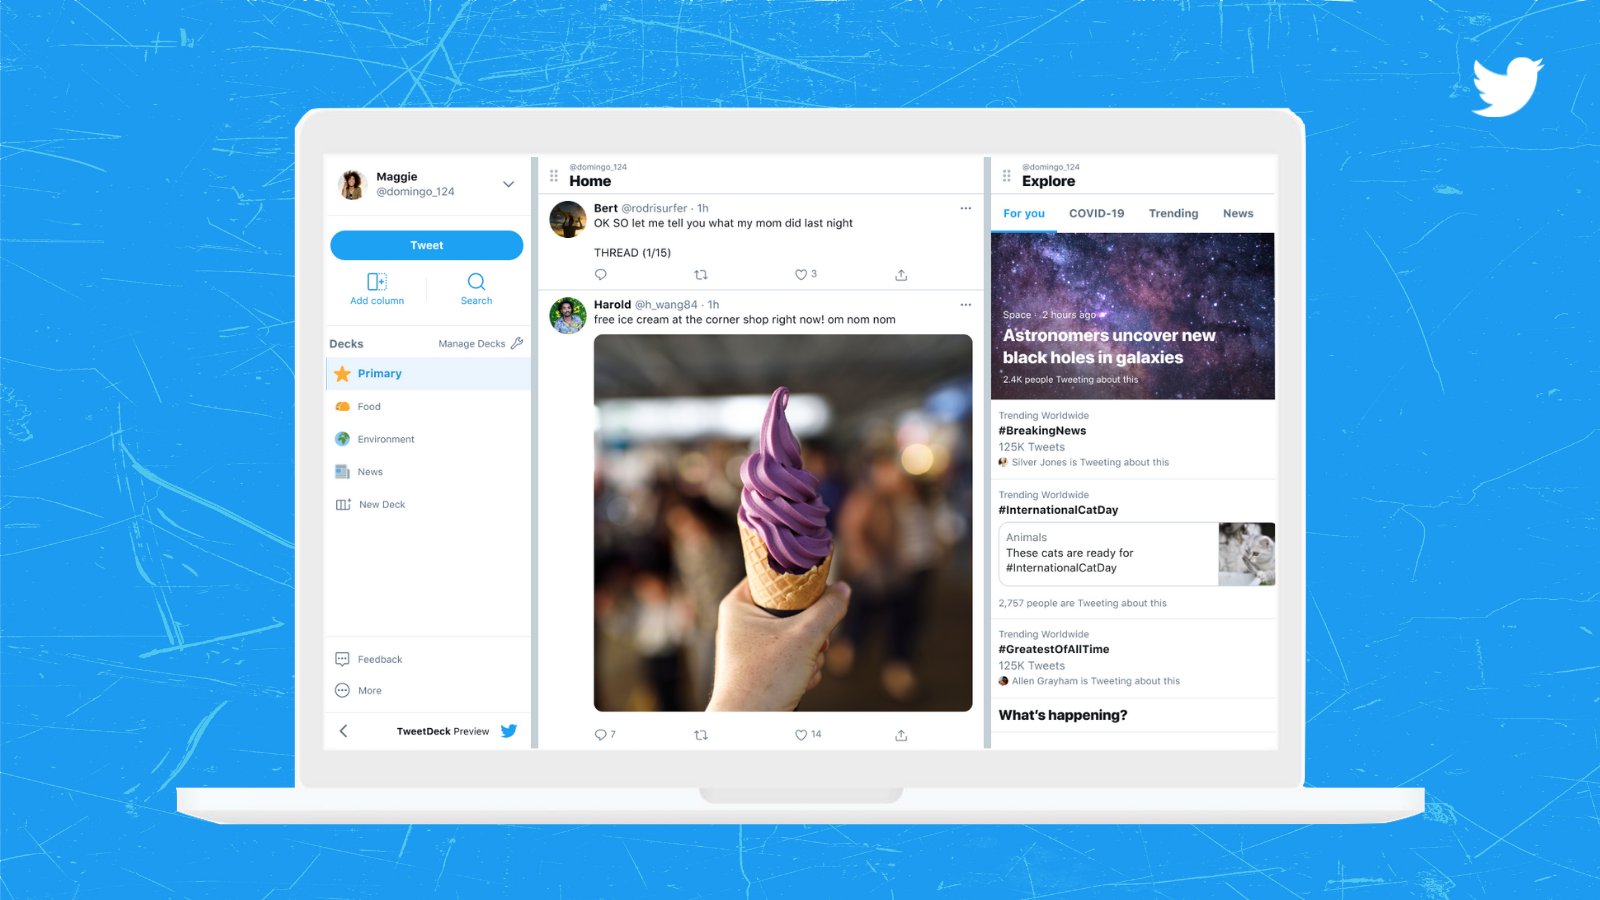 Maggie
@domingo_124
Tweet
Add column
Search
Decks
Manage Decks
Primary
Food
Environment
News
New Deck
Feedback
More
TweetDeck Preview
@domingo_124
Home
Bert @rodrisurfer · 1h
OK SO let me tell you what my mom did last night
THREAD (1/15)
3
Harold @h_wang84 · 1h
free ice cream at the corner shop right now! om nom nom
7
14
@domingo_124
Explore
For you
COVID-19
Trending
News
Space · 2 hours ago
Astronomers uncover new
black holes in galaxies
2.4K people Tweeting about this
Trending Worldwide
#BreakingNews
125K Tweets
Silver Jones is Tweeting about this
Trending Worldwide
#InternationalCatDay
Animals
These cats are ready for
#InternationalCatDay
2,757 people are Tweeting about this
Trending Worldwide
#GreatestOfAllTime
125K Tweets
Allen Grayham is Tweeting about this
What's happening?